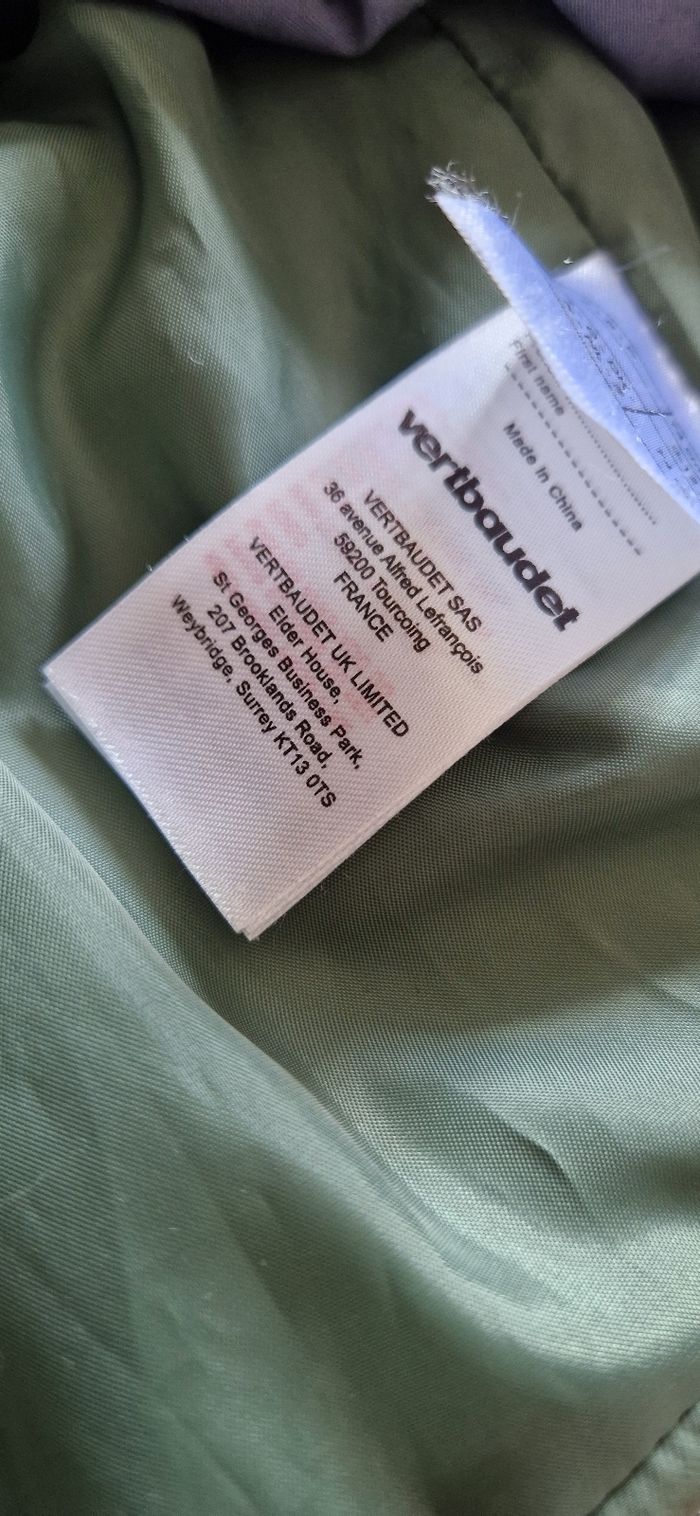 First name
Made in China
vertbaudet
VERTBAUDET SAS
36 avenue Alfred Lefrançois
59200 Tourcoing
FRANCE
VERTBAUDET UK LIMITED
Elder House,
St Georges Business Park,
207 Brooklands Road,
Weybridge, Surrey KT13 0TS